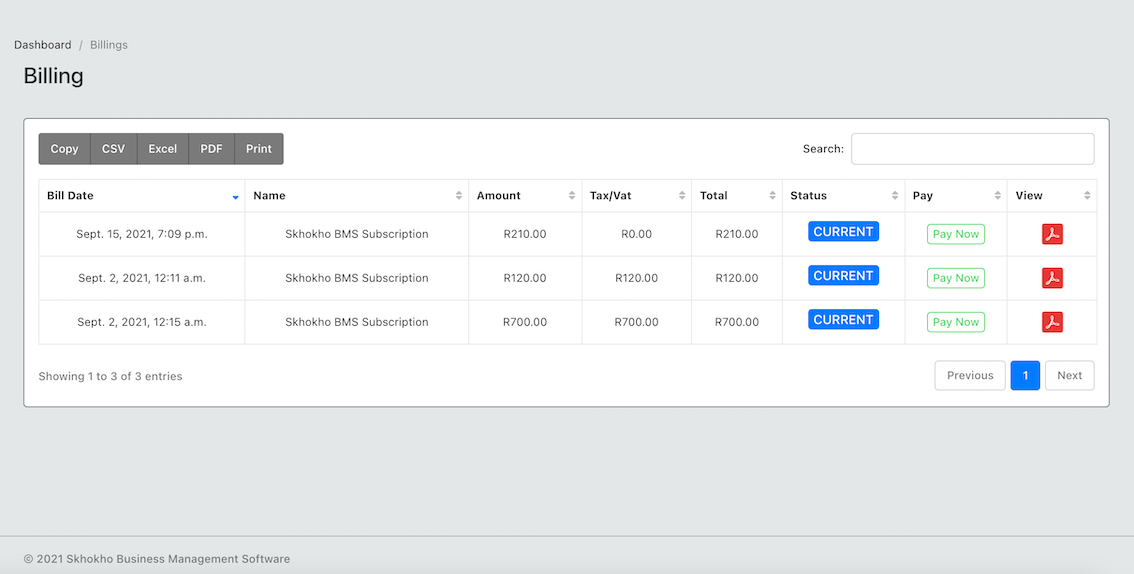 Dashboard / Billings
Billing
Copy CSV Excel PDF Print Search:
Bill Date Name Amount Tax/Vat Total Status Pay View
Sept. 15, 2021, 7:09 p.m. Skhokho BMS Subscription R210.00 R0.00 R210.00 CURRENT Pay Now
Sept. 2, 2021, 12:11 a.m. Skhokho BMS Subscription R120.00 R120.00 R120.00 CURRENT Pay Now
Sept. 2, 2021, 12:15 a.m. Skhokho BMS Subscription R700.00 R700.00 R700.00 CURRENT Pay Now
Showing 1 to 3 of 3 entries Previous 1 Next
© 2021 Skhokho Business Management Software